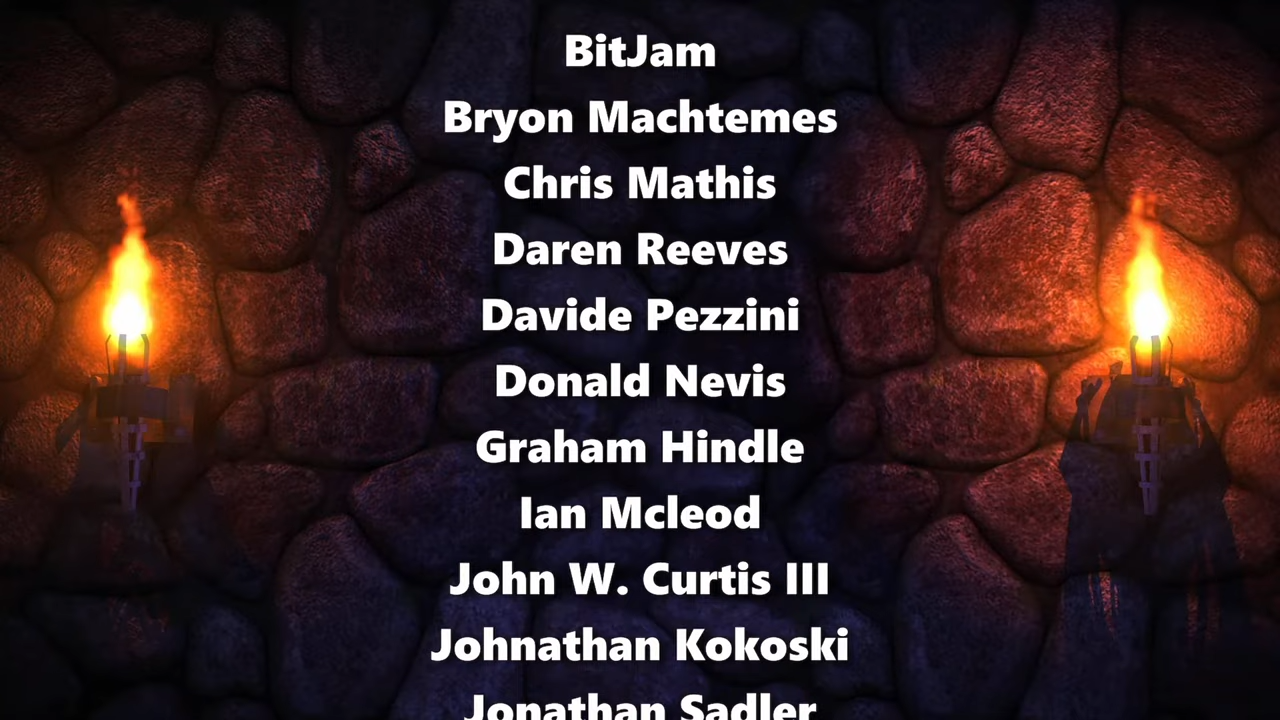 BitJam
Bryon Machtemes
Chris Mathis
Daren Reeves
Davide Pezzini
Donald Nevis
Graham Hindle
Ian Mcleod
John W. Curtis III
Johnathan Kokoski
Jonathan Sadler